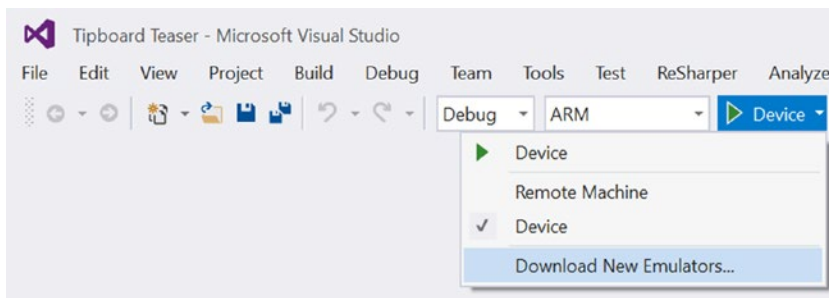 Tipboard Teaser - Microsoft Visual Studio
File Edit View Project Build Debug Team Tools Test ReSharper Analyze
Debug ARM Device
Device
Remote Machine
Device
Download New Emulators...